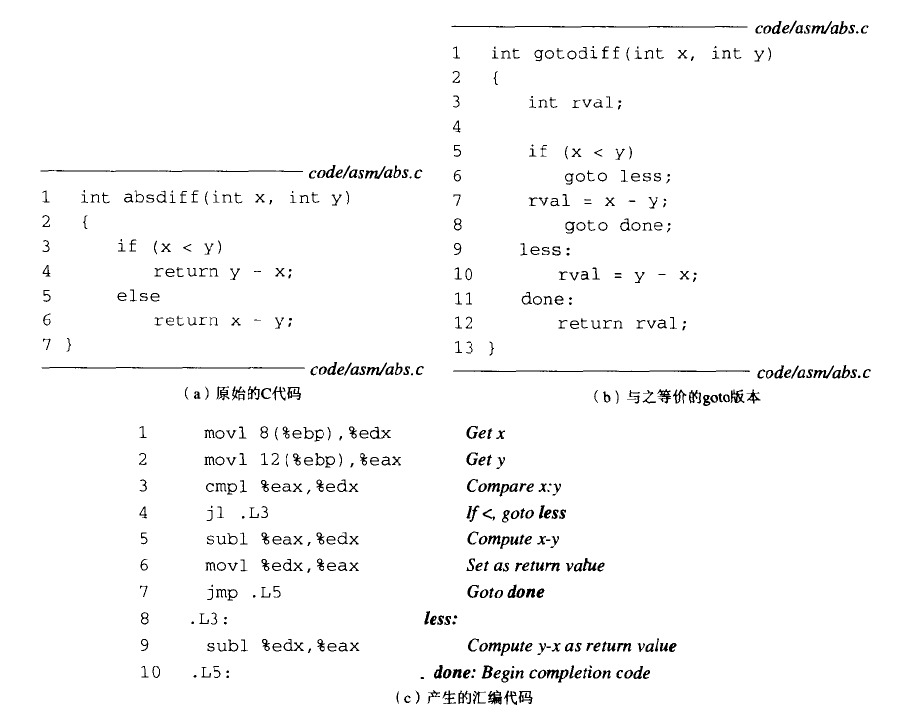 code/asm/abs.c
1 int absdiff(int x, int y)
2 {
3 if (x < y)
4 return y - x;
5 else
6 return x - y;
7 }
code/asm/abs.c
(a)原始的C代码
code/asm/abs.c
1 int gotodiff(int x, int y)
2 {
3 int rval;
4
5 if (x < y)
6 goto less;
7 rval = x - y;
8 goto done;
9 less:
10 rval = y - x;
11 done:
12 return rval;
13 }
code/asm/abs.c
(b)与之等价的goto版本
1 movl 8(%ebp),%edx Get x
2 movl 12(%ebp),%eax Get y
3 cmpl %eax,%edx Compare x:y
4 jl .L3 If <, goto less
5 subl %eax,%edx Compute x-y
6 movl %edx,%eax Set as return value
7 jmp .L5 Goto done
8 .L3: less:
9 subl %edx,%eax Compute y-x as return value
10 .L5: done: Begin completion code
(c)产生的汇编代码